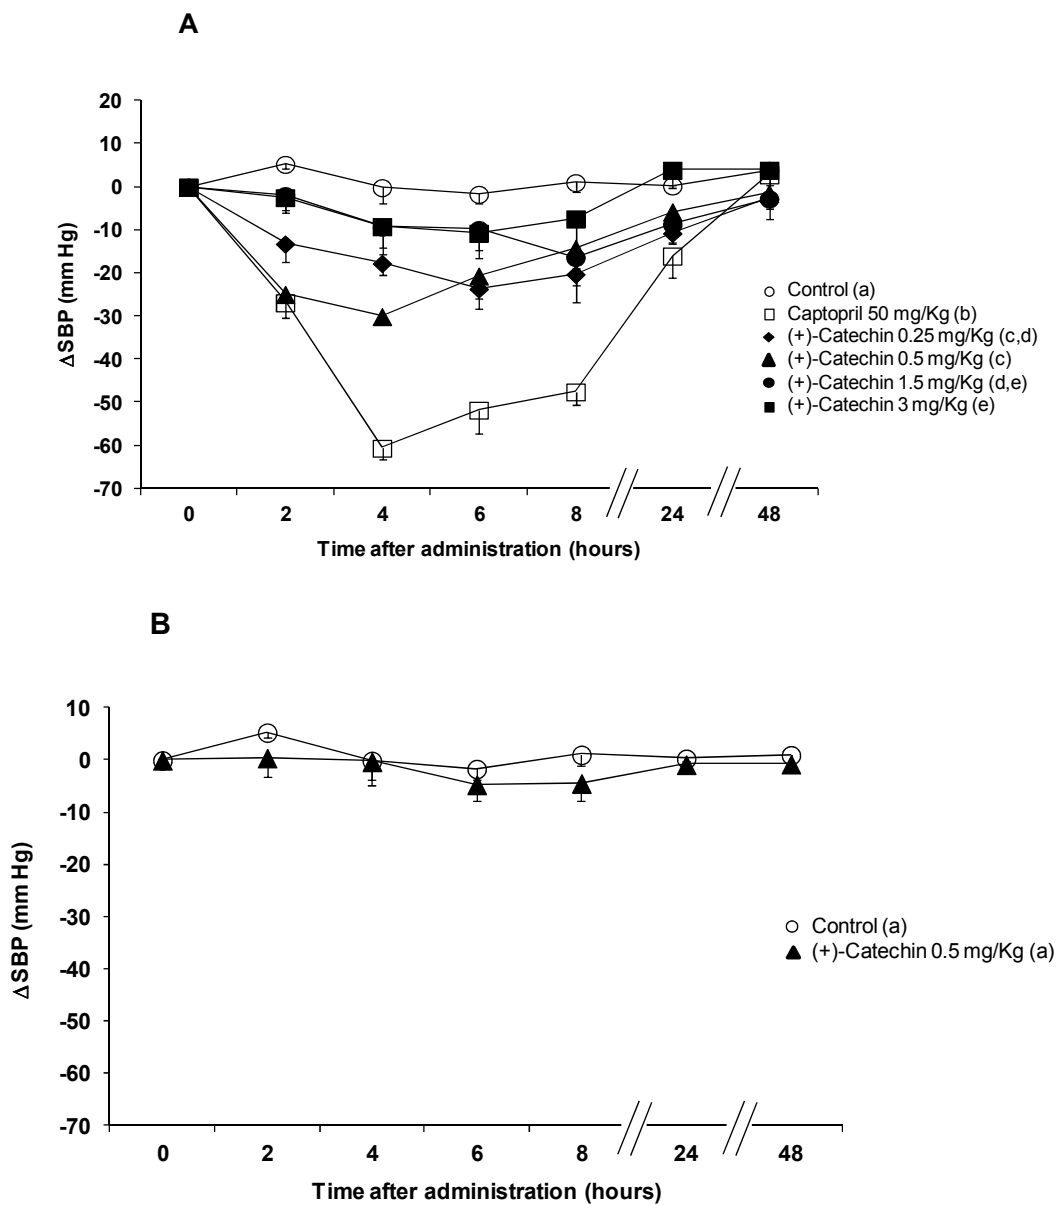 A
20
10
0
-10
-20
-30
-40
-50
-60
-70
ΔSBP (mm Hg)
0 2 4 6 8 24 48
Time after administration (hours)
Control (a)
Captopril 50 mg/Kg (b)
(+)-Catechin 0.25 mg/Kg (c,d)
(+)-Catechin 0.5 mg/Kg (c)
(+)-Catechin 1.5 mg/Kg (d,e)
(+)-Catechin 3 mg/Kg (e)
B
10
0
-10
-20
-30
-40
-50
-60
-70
ΔSBP (mm Hg)
0 2 4 6 8 24 48
Time after administration (hours)
Control (a)
(+)-Catechin 0.5 mg/Kg (a)